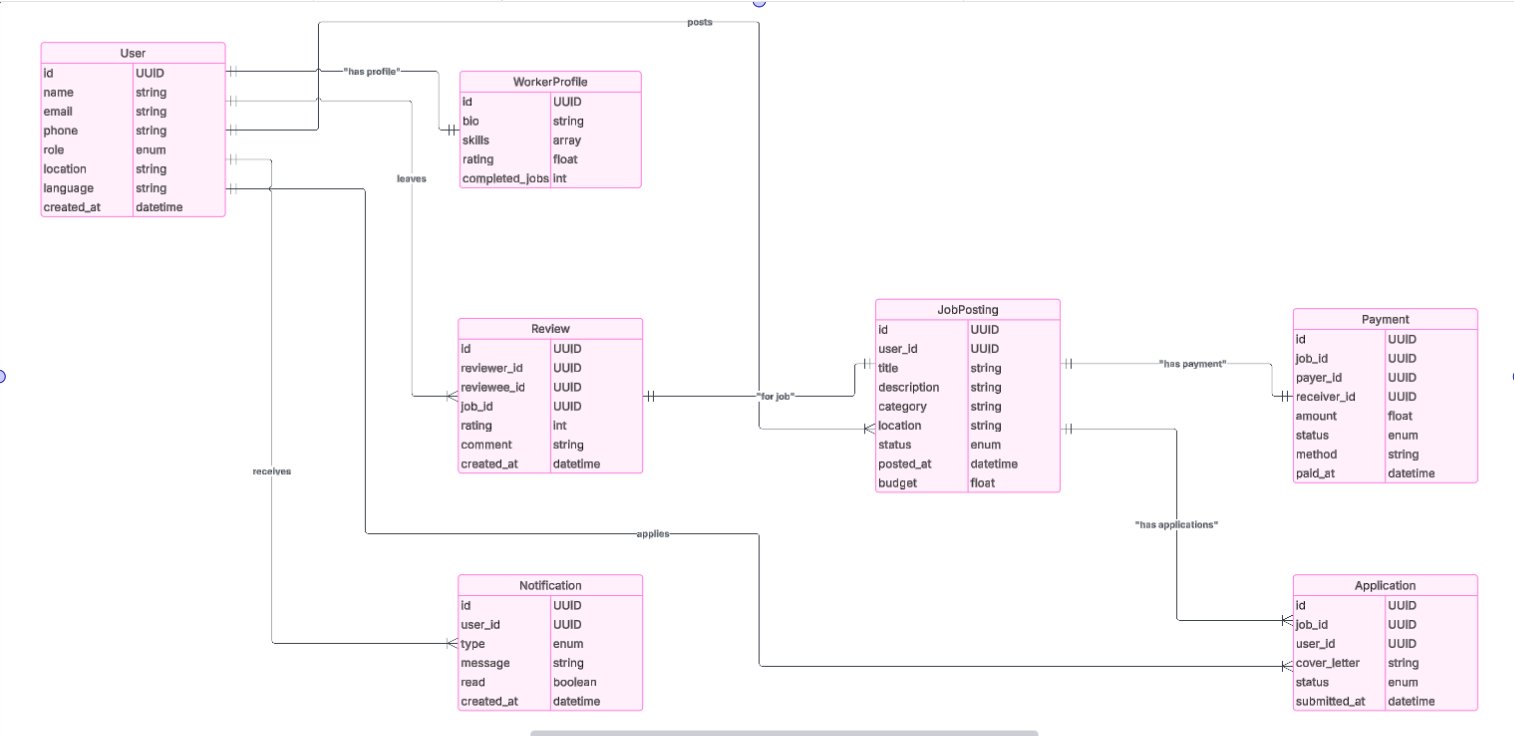 posts
User
id UUID
name string
email string
phone string
role enum
location string
language string
created_at datetime
"has profile"
WorkerProfile
id UUID
bio string
skills array
rating float
completed_jobs int
leaves
Review
id UUID
reviewer_id UUID
reviewee_id UUID
job_id UUID
rating int
comment string
created_at datetime
"for job"
JobPosting
id UUID
user_id UUID
title string
description string
category string
location string
status enum
posted_at datetime
budget float
"has payment"
Payment
id UUID
job_id UUID
payer_id UUID
receiver_id UUID
amount float
status enum
method string
paid_at datetime
receives
applies
"has applications"
Notification
id UUID
user_id UUID
type enum
message string
read boolean
created_at datetime
Application
id UUID
job_id UUID
user_id UUID
cover_letter string
status enum
submitted_at datetime